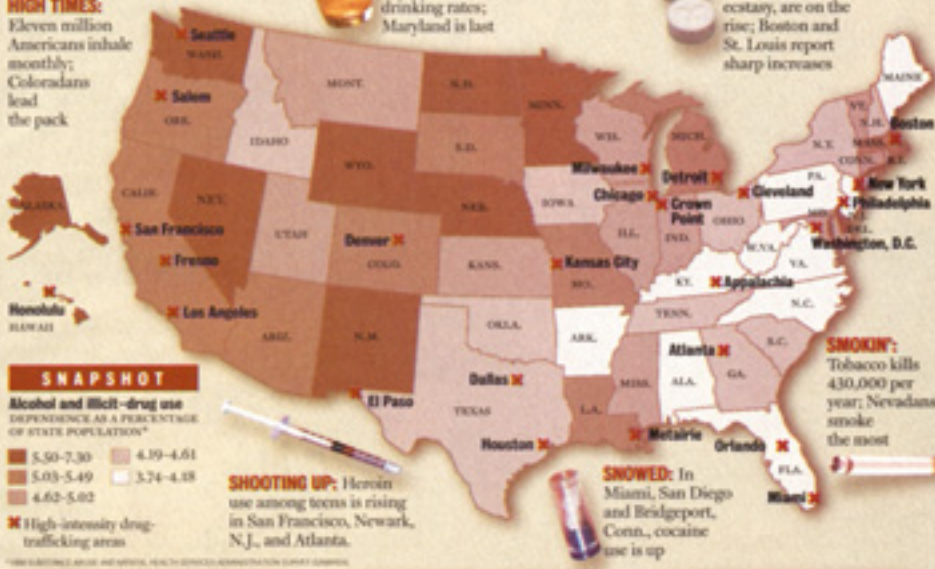 HIGH TIMES:
Eleven million
Americans inhale
monthly;
Coloradans
lead
the pack
drinking rates;
Maryland is last
ecstasy, are on the
rise; Boston and
St. Louis report
sharp increases
Seattle
WASH.
Salem
ORE.
IDAHO
MONT.
N.D.
MINN.
S.D.
WYO.
WIS.
MICH.
MAINE
VT.
N.H.
Boston
MASS.
N.Y.
CONN.
R.I.
Milwaukee
Detroit
Chicago
Crown
Point
Cleveland
PA.
New York
Philadelphia
DEL.
Washington, D.C.
ALASKA
CALIF.
NEV.
UTAH
Denver
COLO.
NEB.
IOWA
ILL.
IND.
OHIO
W.VA.
VA.
San Francisco
Fresno
Los Angeles
KANS.
Kansas City
MO.
KY.
Appalachia
N.C.
TENN.
Honolulu
HAWAII
ARIZ.
N.M.
OKLA.
ARK.
S.C.
Atlanta
GA.
ALA.
MISS.
Dallas
TEXAS
LA.
El Paso
Houston
Metairie
Orlando
FLA.
Miami
SMOKIN':
Tobacco kills
430,000 per
year; Nevadans
smoke
the most
SNAPSHOT
Alcohol and illicit-drug use
DEPENDENCE AS A PERCENTAGE
OF STATE POPULATION*
5.50-7.30
4.19-4.61
5.03-5.49
3.74-4.18
4.62-5.02
High-intensity drug-
trafficking areas
SHOOTING UP: Heroin
use among teens is rising
in San Francisco, Newark,
N.J., and Atlanta.
SNOWED: In
Miami, San Diego
and Bridgeport,
Conn., cocaine
use is up